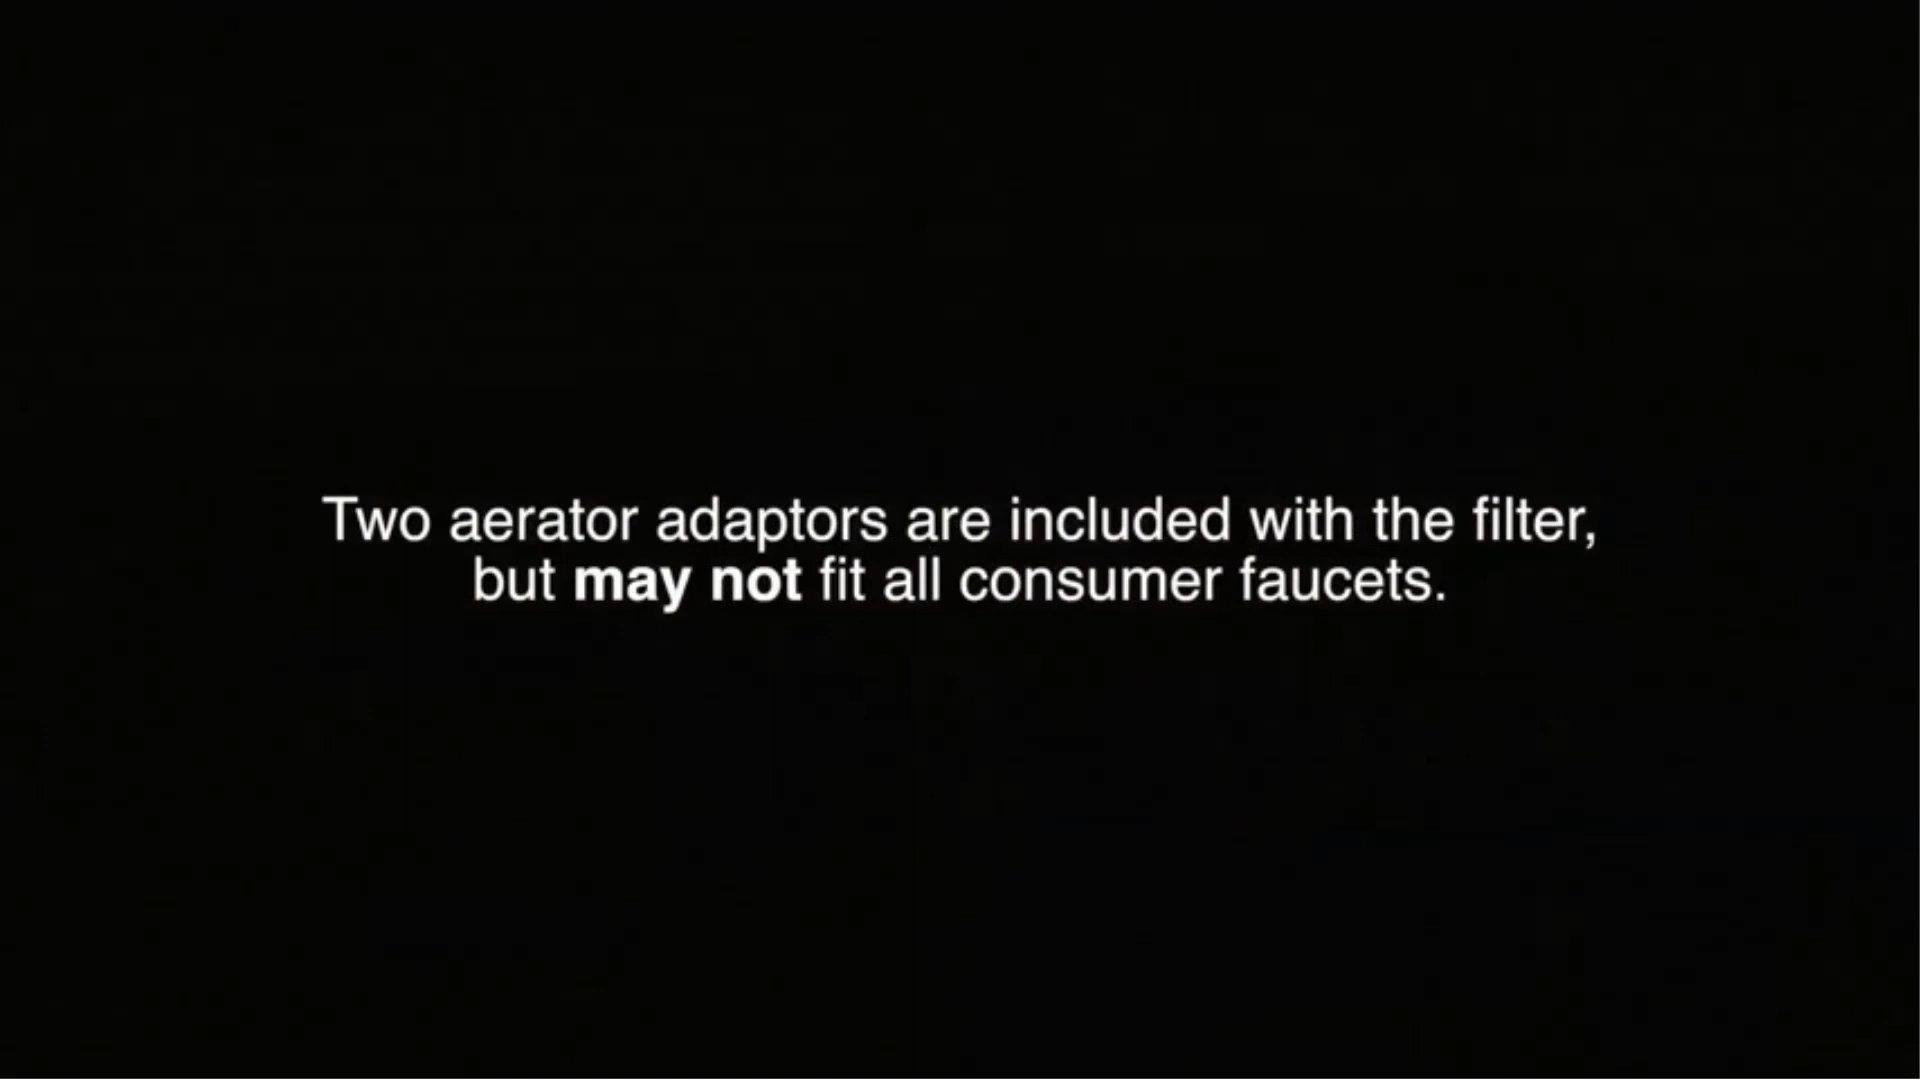 Two aerator adaptors are included with the filter,
but may not fit all consumer faucets.